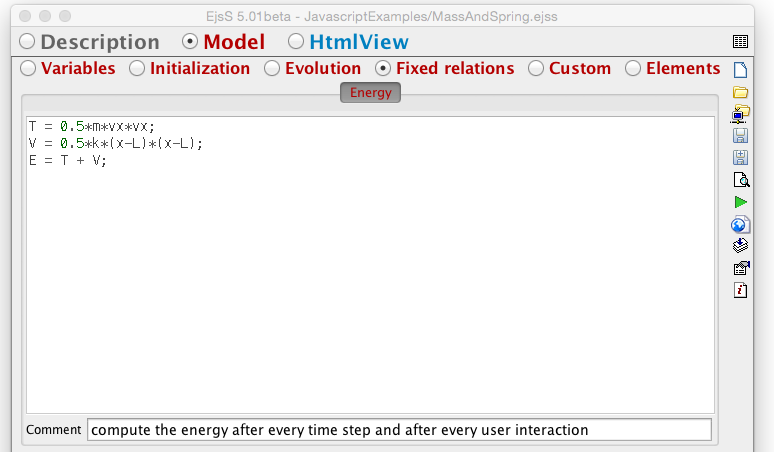 EjsS 5.01beta - JavascriptExamples/MassAndSpring.ejss
Description Model HtmlView
Variables Initialization Evolution Fixed relations Custom Elements
Energy
T = 0.5*m*vx*vx;
V = 0.5*k*(x-L)*(x-L);
E = T + V;
Comment compute the energy after every time step and after every user interaction